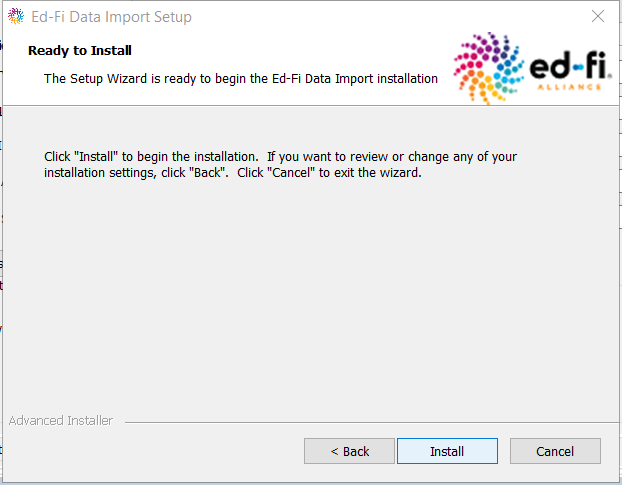 Ed-Fi Data Import Setup
Ready to Install
The Setup Wizard is ready to begin the Ed-Fi Data Import installation
ed-fi
ALLIANCE
Click "Install" to begin the installation.  If you want to review or change any of your
installation settings, click "Back".  Click "Cancel" to exit the wizard.
Advanced Installer
< Back
Install
Cancel